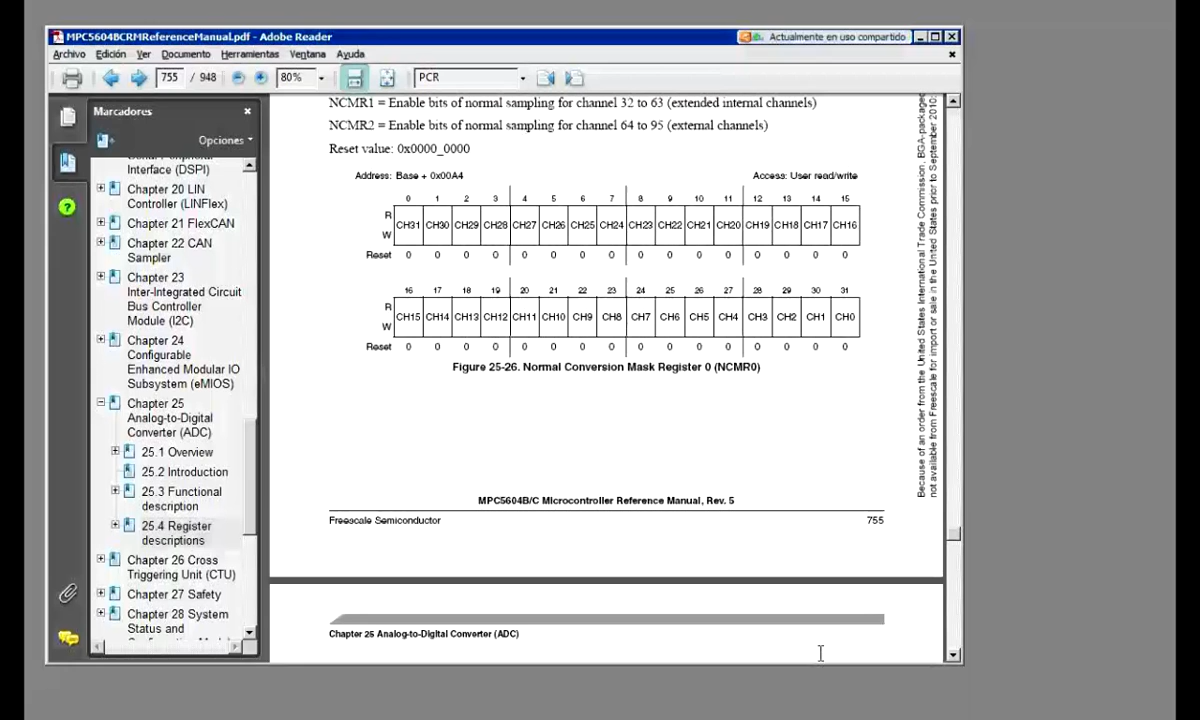 MPC5604BCRMReferenceManual.pdf - Adobe Reader
Actualmente en uso compartido
Archivo Edición Ver Documento Herramientas Ventana Ayuda
755 / 948 80% PCR
Marcadores
Opciones
Interface (DSPI)
Chapter 20 LIN
Controller (LINFlex)
Chapter 21 FlexCAN
Chapter 22 CAN
Sampler
Chapter 23
Inter-Integrated Circuit
Bus Controller
Module (I2C)
Chapter 24
Configurable
Enhanced Modular IO
Subsystem (eMIOS)
Chapter 25
Analog-to-Digital
Converter (ADC)
25.1 Overview
25.2 Introduction
25.3 Functional
description
25.4 Register
descriptions
Chapter 26 Cross
Triggering Unit (CTU)
Chapter 27 Safety
Chapter 28 System
Status and
NCMR1 = Enable bits of normal sampling for channel 32 to 63 (extended internal channels)
NCMR2 = Enable bits of normal sampling for channel 64 to 95 (external channels)
Reset value: 0x0000_0000
Address: Base + 0x00A4 Access: User read/write
0 1 2 3 4 5 6 7 8 9 10 11 12 13 14 15
R
CH31 CH30 CH29 CH28 CH27 CH26 CH25 CH24 CH23 CH22 CH21 CH20 CH19 CH18 CH17 CH16
W
Reset 0 0 0 0 0 0 0 0 0 0 0 0 0 0 0 0
16 17 18 19 20 21 22 23 24 25 26 27 28 29 30 31
R
CH15 CH14 CH13 CH12 CH11 CH10 CH9 CH8 CH7 CH6 CH5 CH4 CH3 CH2 CH1 CH0
W
Reset 0 0 0 0 0 0 0 0 0 0 0 0 0 0 0 0
Figure 25-26. Normal Conversion Mask Register 0 (NCMR0)
MPC5604B/C Microcontroller Reference Manual, Rev. 5
Freescale Semiconductor 755
Chapter 25 Analog-to-Digital Converter (ADC)
Because of an order from the United States International Trade Commission, BGA-packaged
not available from Freescale for import or sale in the United States prior to September 2010: